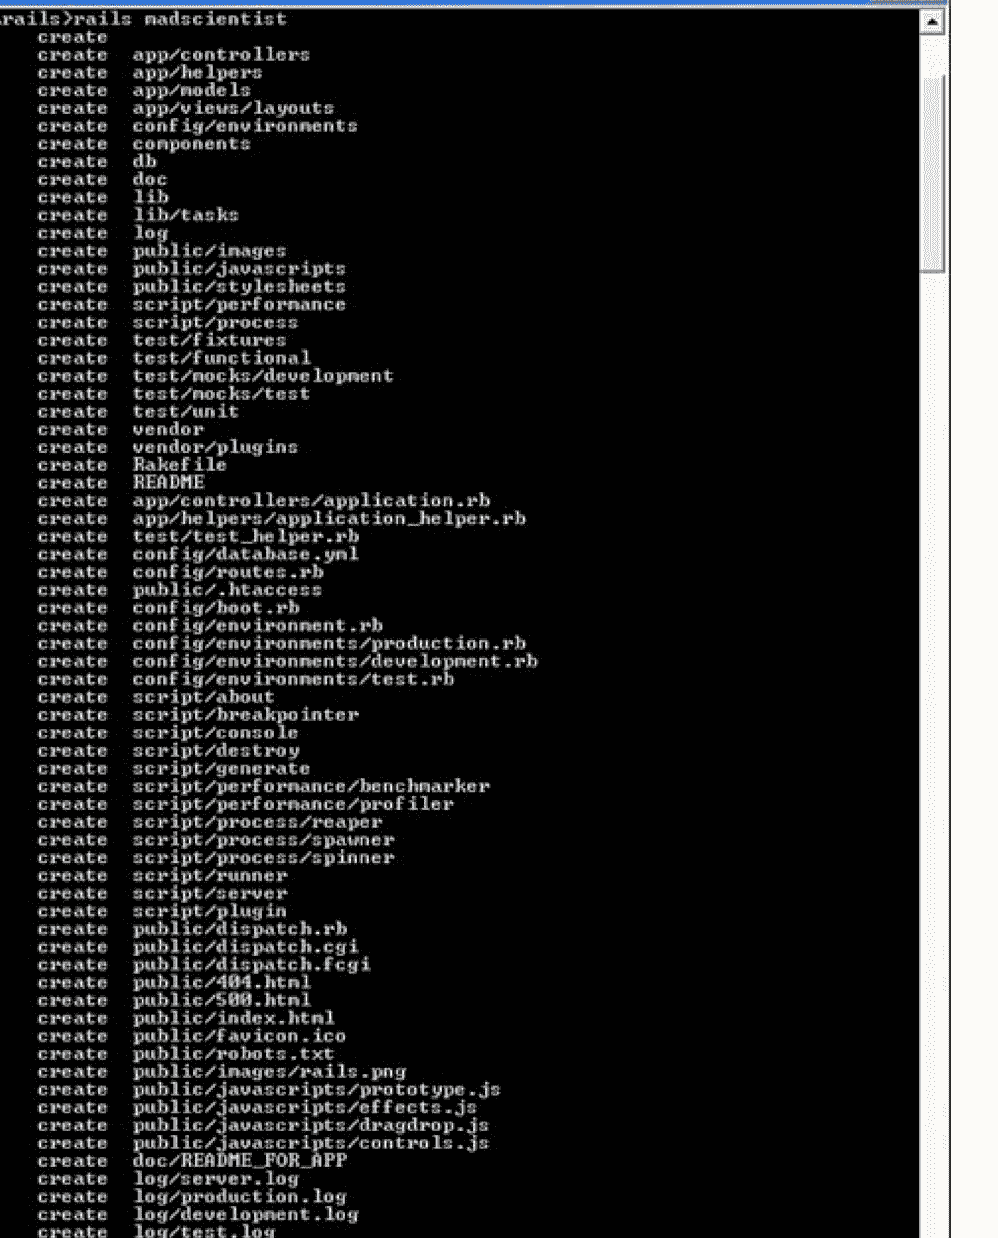 rails>rails madscientist
create
create app/controllers
create app/helpers
create app/models
create app/views/layouts
create config/environments
create components
create db
create doc
create lib
create lib/tasks
create log
create public/images
create public/javascripts
create public/stylesheets
create script/performance
create script/process
create test/fixtures
create test/functional
create test/mocks/development
create test/mocks/test
create test/unit
create vendor
create vendor/plugins
create Rakefile
create README
create app/controllers/application.rb
create app/helpers/application_helper.rb
create test/test_helper.rb
create config/database.yml
create config/routes.rb
create public/.htaccess
create config/boot.rb
create config/environment.rb
create config/environments/production.rb
create config/environments/development.rb
create config/environments/test.rb
create script/about
create script/breakpointer
create script/console
create script/destroy
create script/generate
create script/performance/benchmarker
create script/performance/profiler
create script/process/reaper
create script/process/spawner
create script/process/spinner
create script/runner
create script/server
create script/plugin
create public/dispatch.rb
create public/dispatch.cgi
create public/dispatch.fcgi
create public/404.html
create public/500.html
create public/index.html
create public/favicon.ico
create public/robots.txt
create public/images/rails.png
create public/javascripts/prototype.js
create public/javascripts/effects.js
create public/javascripts/dragdrop.js
create public/javascripts/controls.js
create doc/README_FOR_APP
create log/server.log
create log/production.log
create log/development.log
create log/test.log